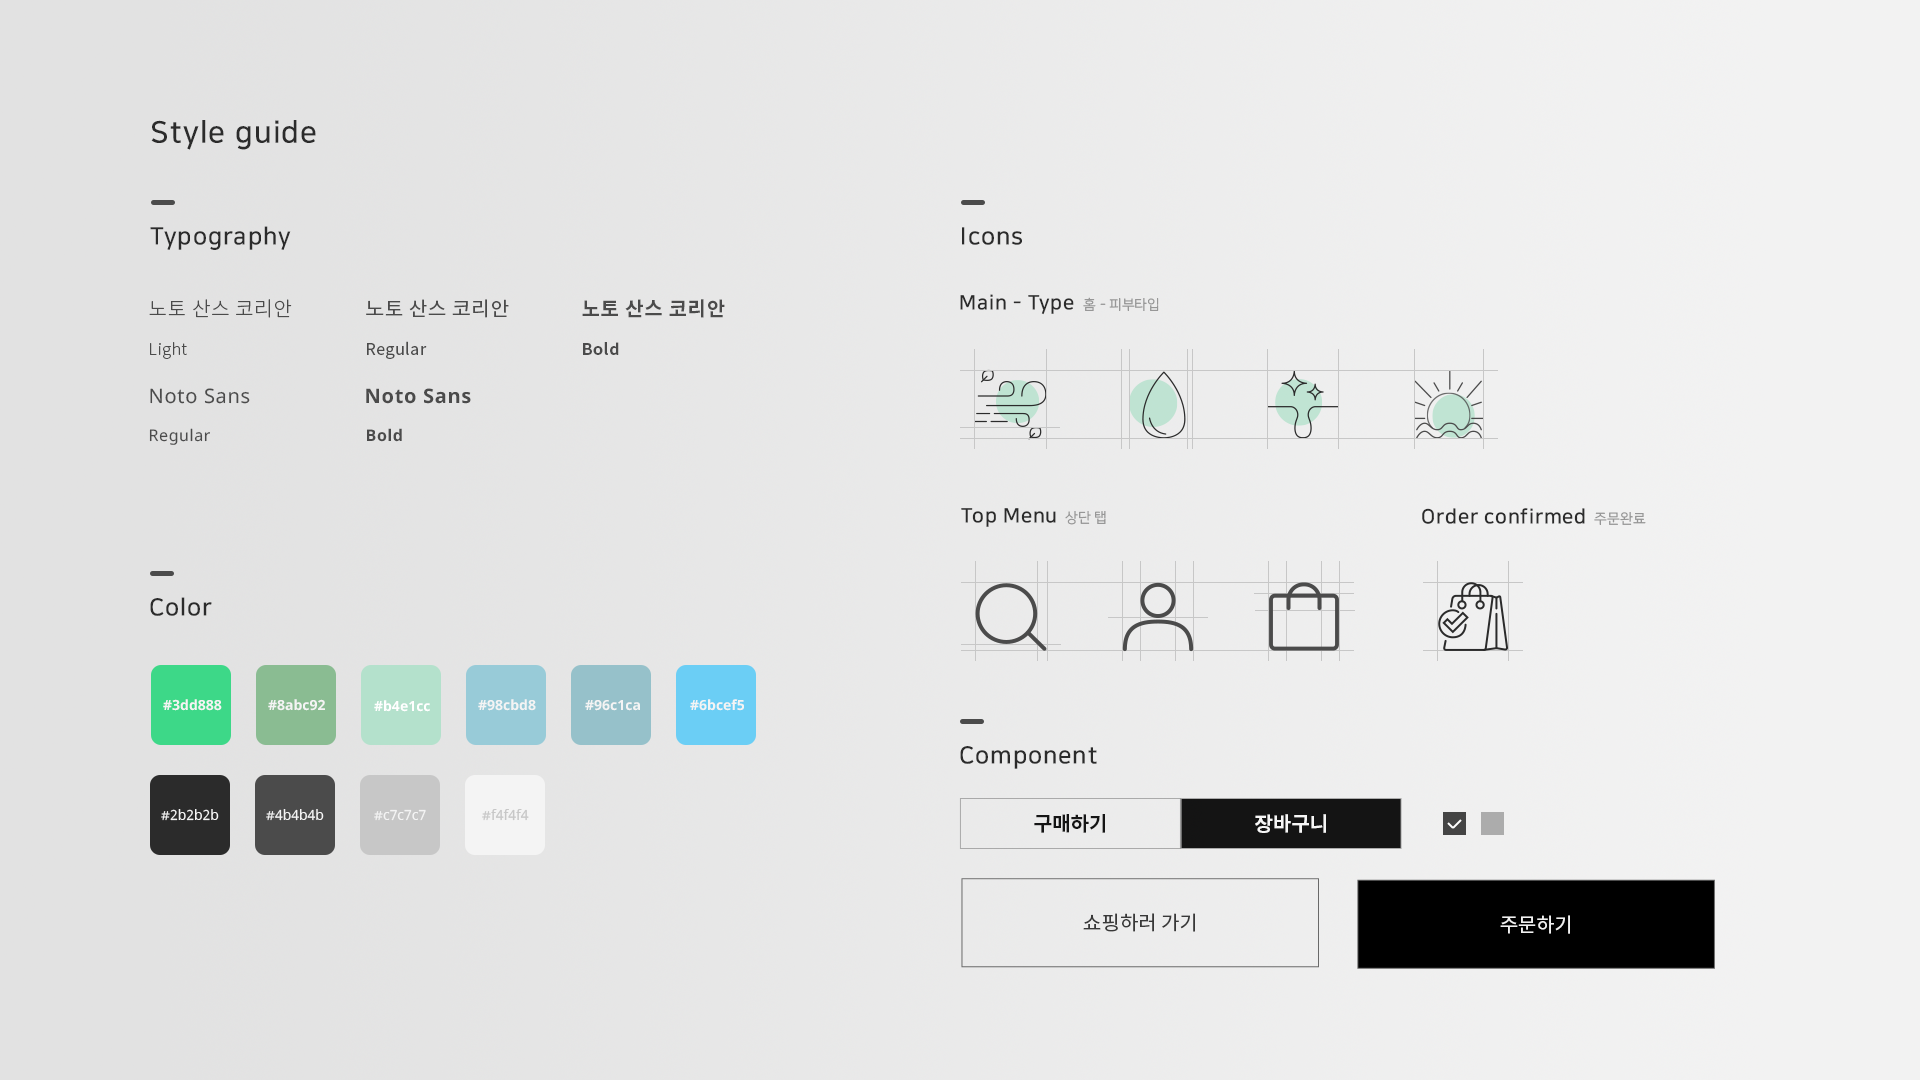 Style guide
Typography
노토 산스 코리안
노토 산스 코리안
노토 산스 코리안
Light
Regular
Bold
Noto Sans
Noto Sans
Regular
Bold
Color
#3dd888
#8abc92
#b4e1cc
#98cbd8
#96c1ca
#6bcef5
#2b2b2b
#4b4b4b
#c7c7c7
#f4f4f4
Icons
Main - Type 홈 - 피부타입
Top Menu 상단 탭
Order confirmed 주문완료
Component
구매하기
장바구니
쇼핑하러 가기
주문하기